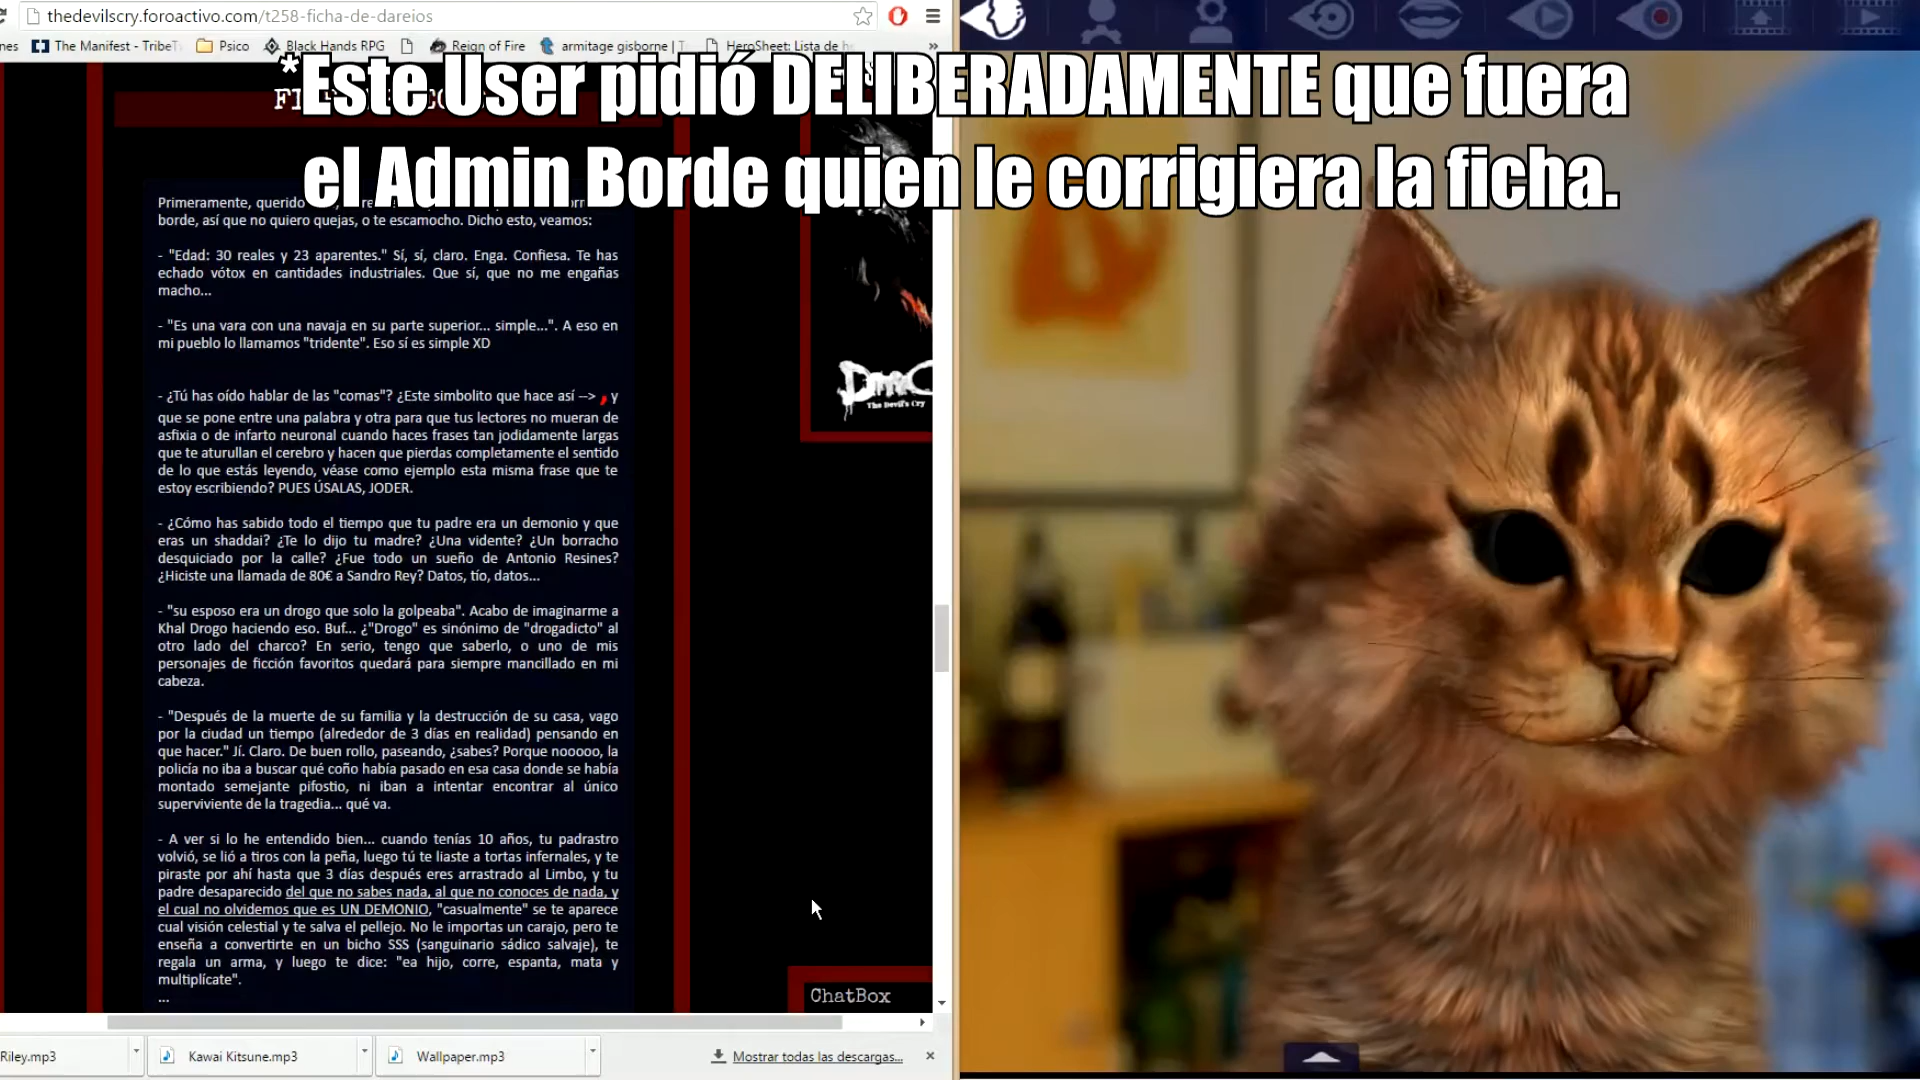 thedevilscry.foroactivo.com/t258-ficha-de-dareios
nes The Manifest - TribeT Psico Black Hands RPG Reign of Fire armitage gisborne | T HeroSheet: Lista de h »
*Este User pidió DELIBERADAMENTE que fuera
el Admin Borde quien le corrigiera la ficha.
Primeramente, querido
borde, así que no quiero quejas, o te escamocho. Dicho esto, veamos:
- "Edad: 30 reales y 23 aparentes." Sí, sí, claro. Enga. Confiesa. Te has
echado vótox en cantidades industriales. Que sí, que no me engañas
macho...
- "Es una vara con una navaja en su parte superior... simple...". A eso en
mi pueblo lo llamamos "tridente". Eso sí es simple XD
- ¿Tú has oído hablar de las "comas"? ¿Este simbolito que hace así --> , y
que se pone entre una palabra y otra para que tus lectores no mueran de
asfixia o de infarto neuronal cuando haces frases tan jodidamente largas
que te aturullan el cerebro y hacen que pierdas completamente el sentido
de lo que estás leyendo, véase como ejemplo esta misma frase que te
estoy escribiendo? PUES ÚSALAS, JODER.
- ¿Cómo has sabido todo el tiempo que tu padre era un demonio y que
eras un shaddai? ¿Te lo dijo tu madre? ¿Una vidente? ¿Un borracho
desquiciado por la calle? ¿Fue todo un sueño de Antonio Resines?
¿Hiciste una llamada de 80€ a Sandro Rey? Datos, tío, datos...
- "su esposo era un drogo que solo la golpeaba". Acabo de imaginarme a
Khal Drogo haciendo eso. Buf... ¿"Drogo" es sinónimo de "drogadicto" al
otro lado del charco? En serio, tengo que saberlo, o uno de mis
personajes de ficción favoritos quedará para siempre mancillado en mi
cabeza.
- "Después de la muerte de su familia y la destrucción de su casa, vago
por la ciudad un tiempo (alrededor de 3 días en realidad) pensando en
que hacer." Jí. Claro. De buen rollo, paseando, ¿sabes? Porque nooooo, la
policía no iba a buscar qué coño había pasado en esa casa donde se había
montado semejante pifostio, ni iban a intentar encontrar al único
superviviente de la tragedia... qué va.
- A ver si lo he entendido bien... cuando tenías 10 años, tu padrastro
volvió, se lió a tiros con la peña, luego tú te liaste a tortas infernales, y te
piraste por ahí hasta que 3 días después eres arrastrado al Limbo, y tu
padre desaparecido del que no sabes nada, al que no conoces de nada, y
el cual no olvidemos que es UN DEMONIO, "casualmente" se te aparece
cual visión celestial y te salva el pellejo. No le importas un carajo, pero te
enseña a convertirte en un bicho SSS (sanguinario sádico salvaje), te
regala un arma, y luego te dice: "ea hijo, corre, espanta, mata y
multiplícate".
...
DmC
The Devil's Cry
ChatBox
Riley.mp3 Kawai Kitsune.mp3 Wallpaper.mp3 Mostrar todas las descargas...